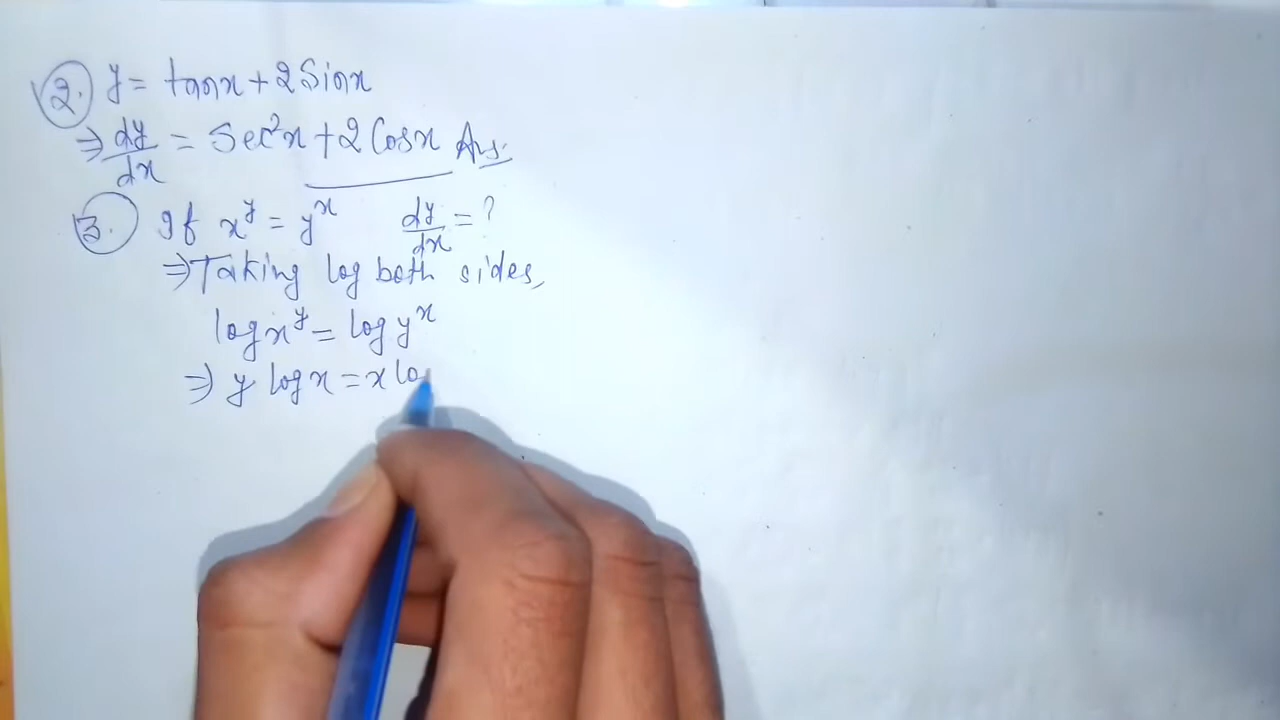 2. y = tanx + 2 Sinx
⇒ dy/dx = Sec²x + 2 Cosx Ans.
3. If x^y = y^x dy/dx = ?
⇒ Taking log both sides,
log x^y = log y^x
⇒ y log x = x lo